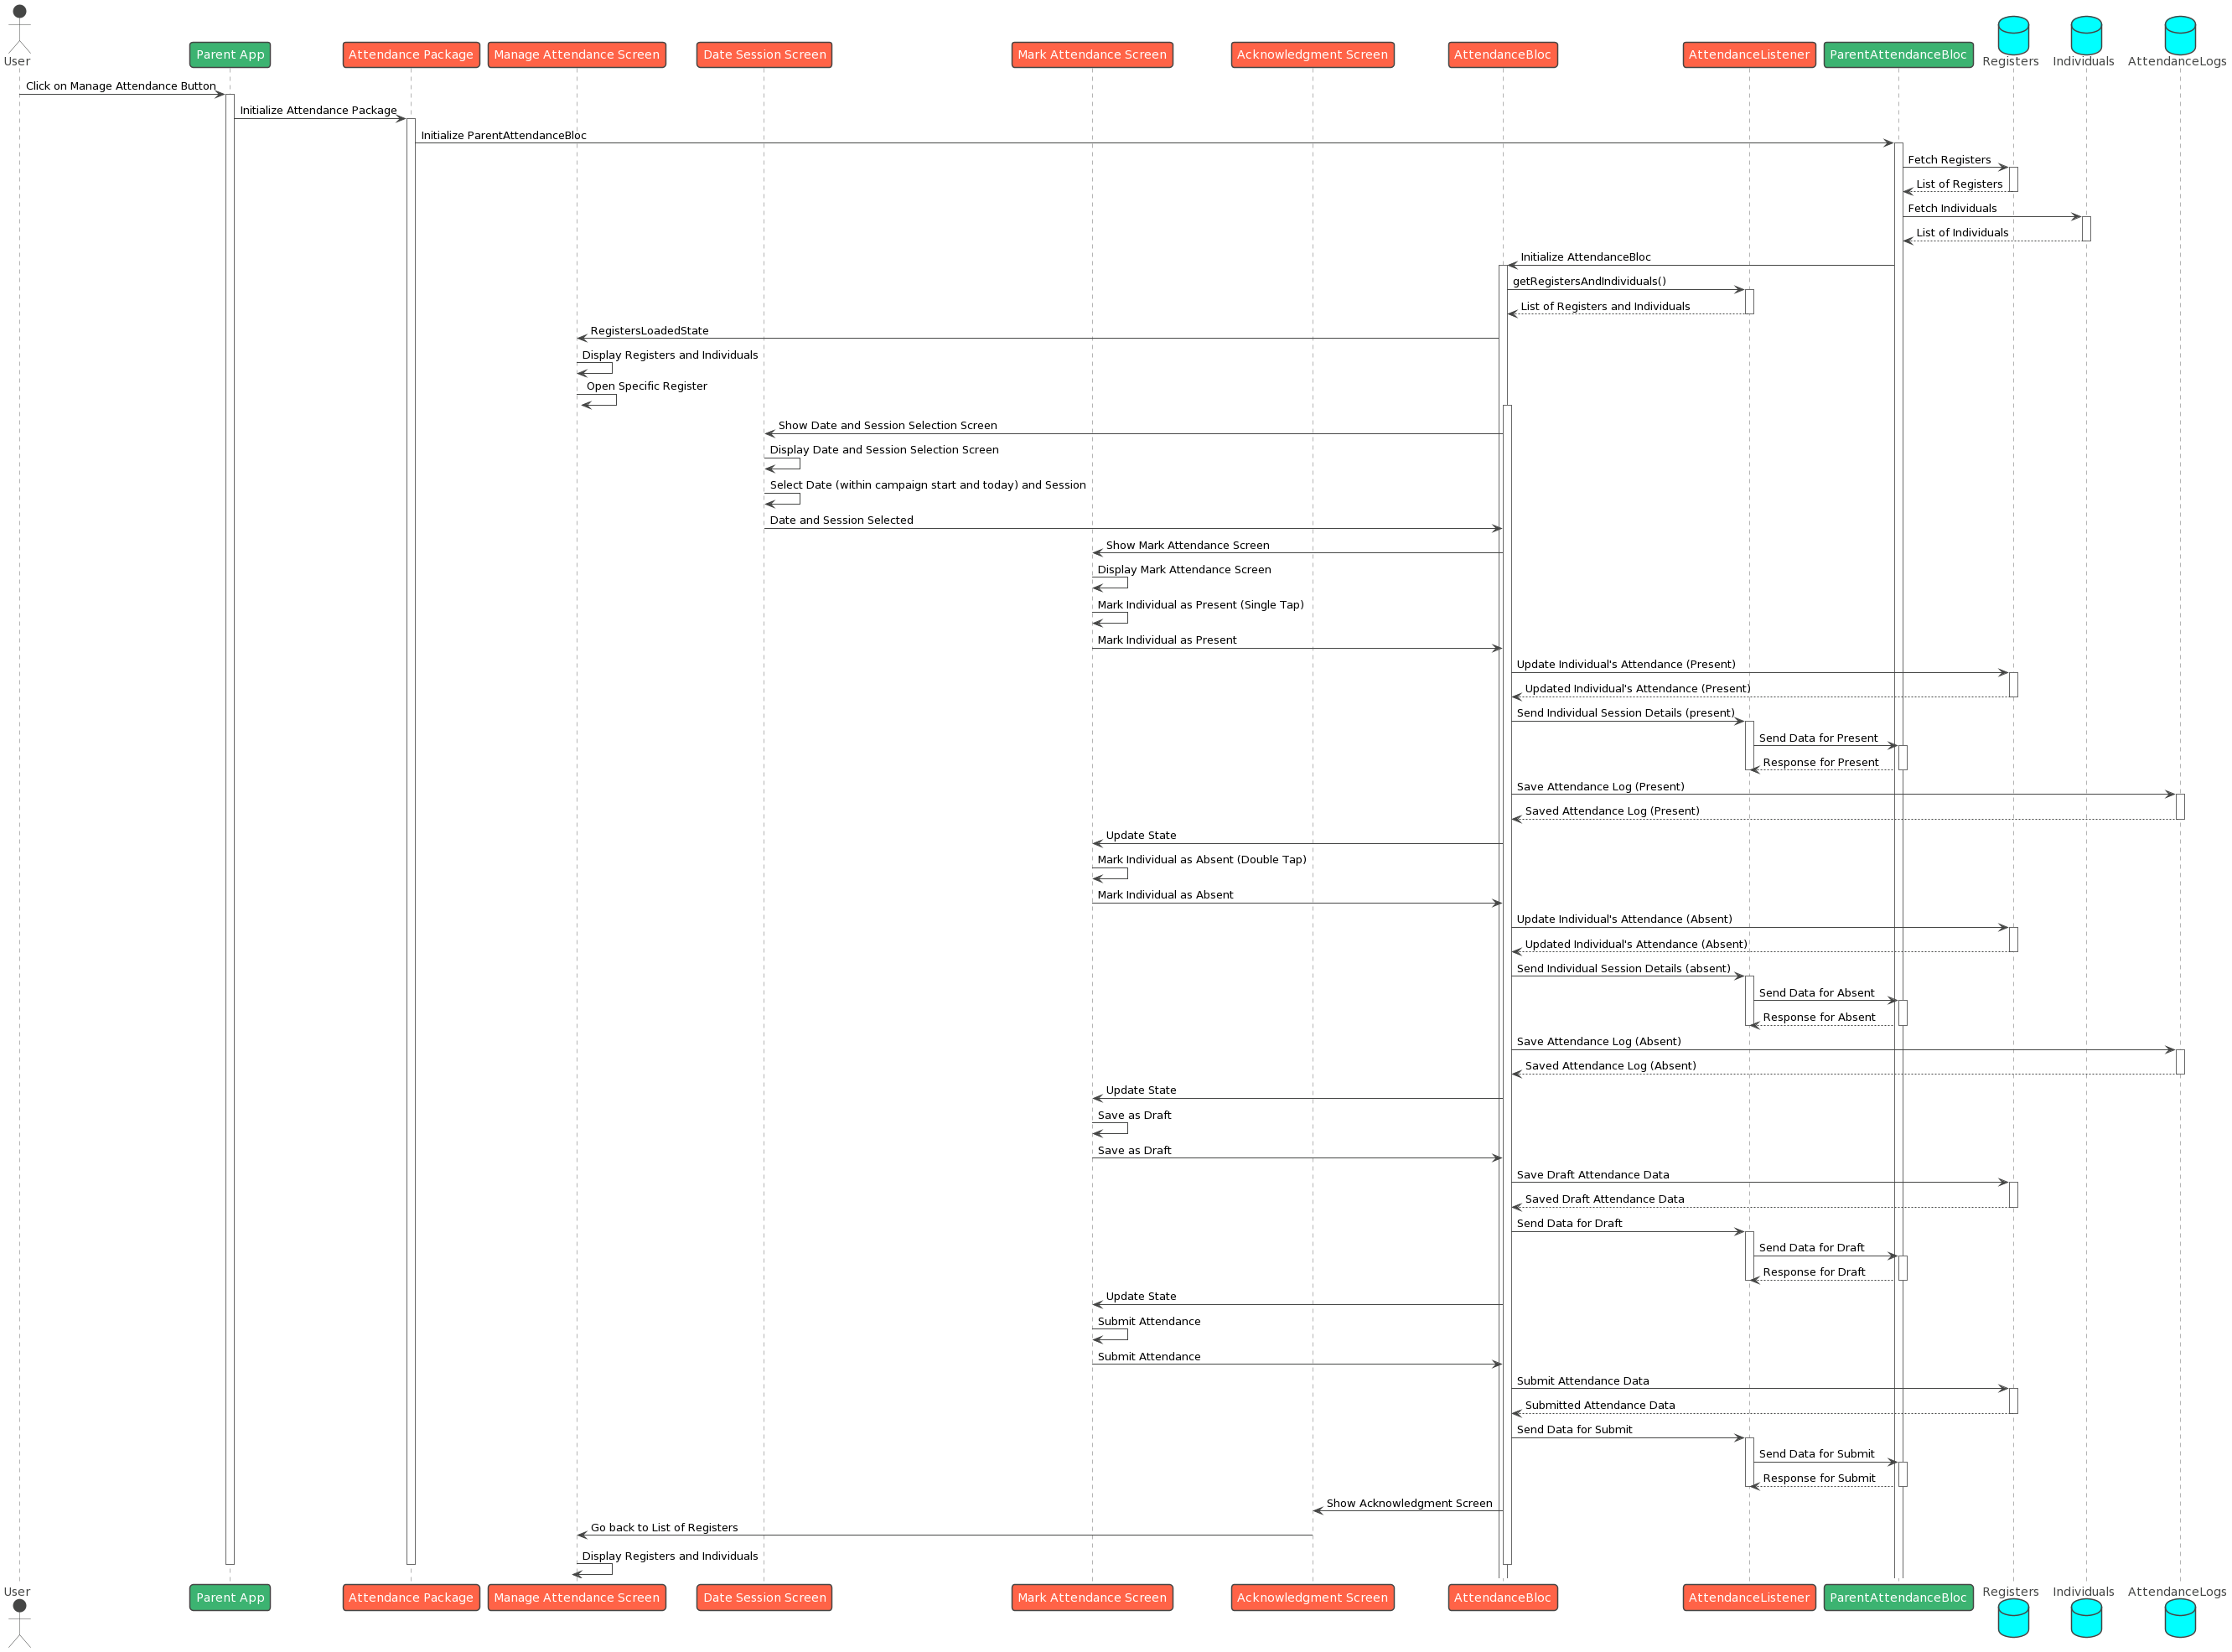 User
Parent App
Attendance Package
Manage Attendance Screen
Date Session Screen
Mark Attendance Screen
Acknowledgment Screen
AttendanceBloc
AttendanceListener
ParentAttendanceBloc
Registers
Individuals
AttendanceLogs
Click on Manage Attendance Button
Initialize Attendance Package
Initialize ParentAttendanceBloc
Fetch Registers
List of Registers
Fetch Individuals
List of Individuals
Initialize AttendanceBloc
getRegistersAndIndividuals()
List of Registers and Individuals
RegistersLoadedState
Display Registers and Individuals
Open Specific Register
Show Date and Session Selection Screen
Display Date and Session Selection Screen
Select Date (within campaign start and today) and Session
Date and Session Selected
Show Mark Attendance Screen
Display Mark Attendance Screen
Mark Individual as Present (Single Tap)
Mark Individual as Present
Update Individual's Attendance (Present)
Updated Individual's Attendance (Present)
Send Individual Session Details (present)
Send Data for Present
Response for Present
Save Attendance Log (Present)
Saved Attendance Log (Present)
Update State
Mark Individual as Absent (Double Tap)
Mark Individual as Absent
Update Individual's Attendance (Absent)
Updated Individual's Attendance (Absent)
Send Individual Session Details (absent)
Send Data for Absent
Response for Absent
Save Attendance Log (Absent)
Saved Attendance Log (Absent)
Update State
Save as Draft
Save as Draft
Save Draft Attendance Data
Saved Draft Attendance Data
Send Data for Draft
Send Data for Draft
Response for Draft
Update State
Submit Attendance
Submit Attendance
Submit Attendance Data
Submitted Attendance Data
Send Data for Submit
Send Data for Submit
Response for Submit
Show Acknowledgment Screen
Go back to List of Registers
Display Registers and Individuals
User
Parent App
Attendance Package
Manage Attendance Screen
Date Session Screen
Mark Attendance Screen
Acknowledgment Screen
AttendanceBloc
AttendanceListener
ParentAttendanceBloc
Registers
Individuals
AttendanceLogs